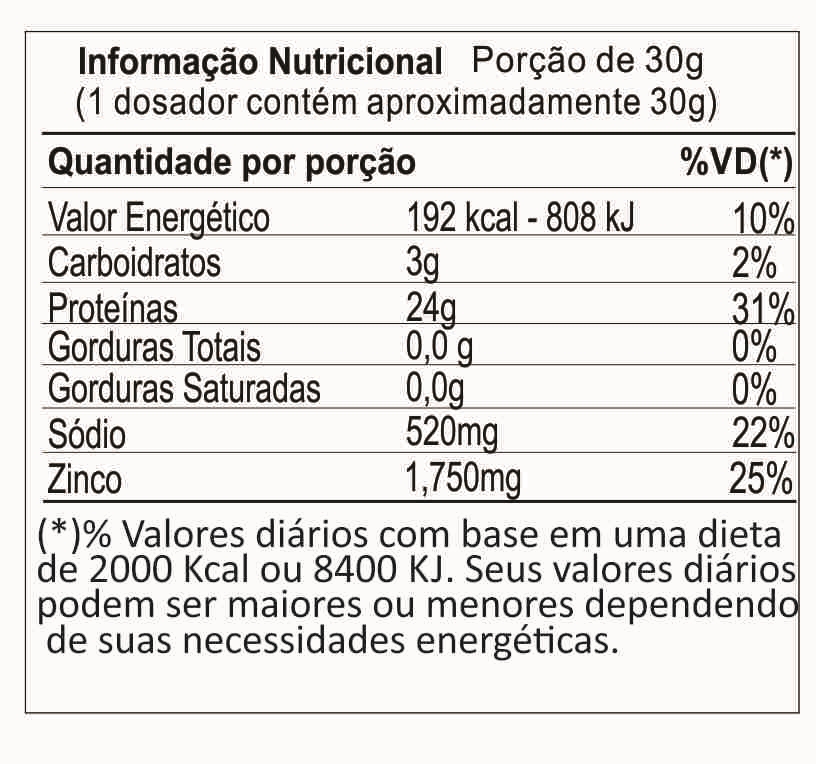 Informação Nutricional Porção de 30g
(1 dosador contém aproximadamente 30g)
Quantidade por porção %VD(*)
Valor Energético 192 kcal - 808 kJ 10%
Carboidratos 3g 2%
Proteínas 24g 31%
Gorduras Totais 0,0 g 0%
Gorduras Saturadas 0,0g 0%
Sódio 520mg 22%
Zinco 1,750mg 25%
(*)% Valores diários com base em uma dieta
de 2000 Kcal ou 8400 KJ. Seus valores diários
podem ser maiores ou menores dependendo
de suas necessidades energéticas.